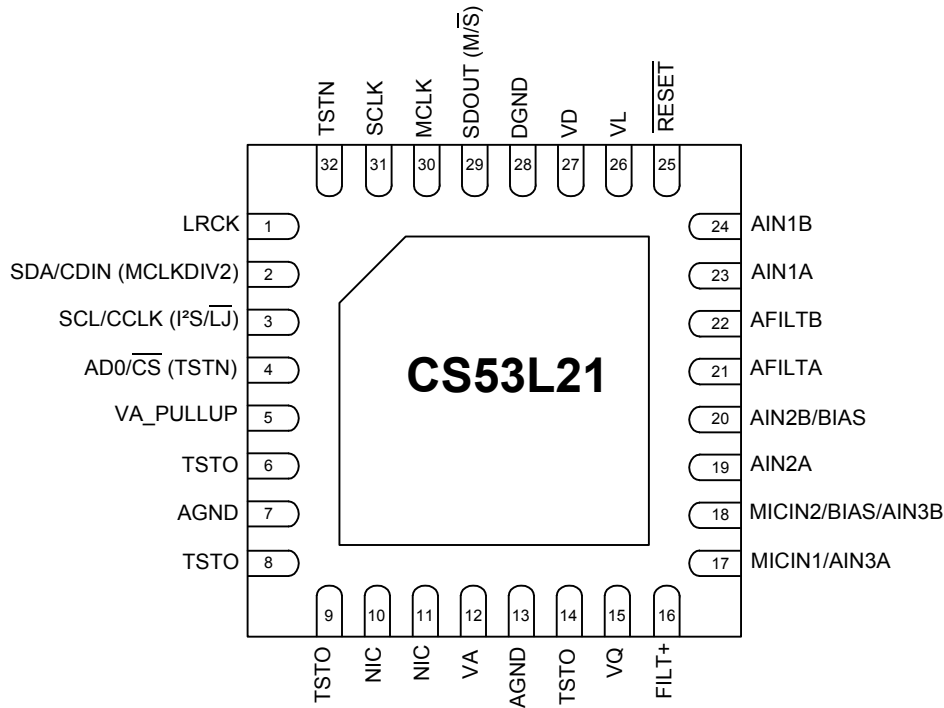 TSTN
SCLK
MCLK
SDOUT (M/S̅)
DGND
VD
VL
R̅E̅S̅E̅T̅
32
31
30
29
28
27
26
25
LRCK 1
SDA/CDIN (MCLKDIV2) 2
SCL/CCLK (I²S/L̅J̅) 3
AD0/C̅S̅ (TSTN) 4
VA_PULLUP 5
TSTO 6
AGND 7
TSTO 8
CS53L21
24 AIN1B
23 AIN1A
22 AFILTB
21 AFILTA
20 AIN2B/BIAS
19 AIN2A
18 MICIN2/BIAS/AIN3B
17 MICIN1/AIN3A
9
10
11
12
13
14
15
16
TSTO
NIC
NIC
VA
AGND
TSTO
VQ
FILT+